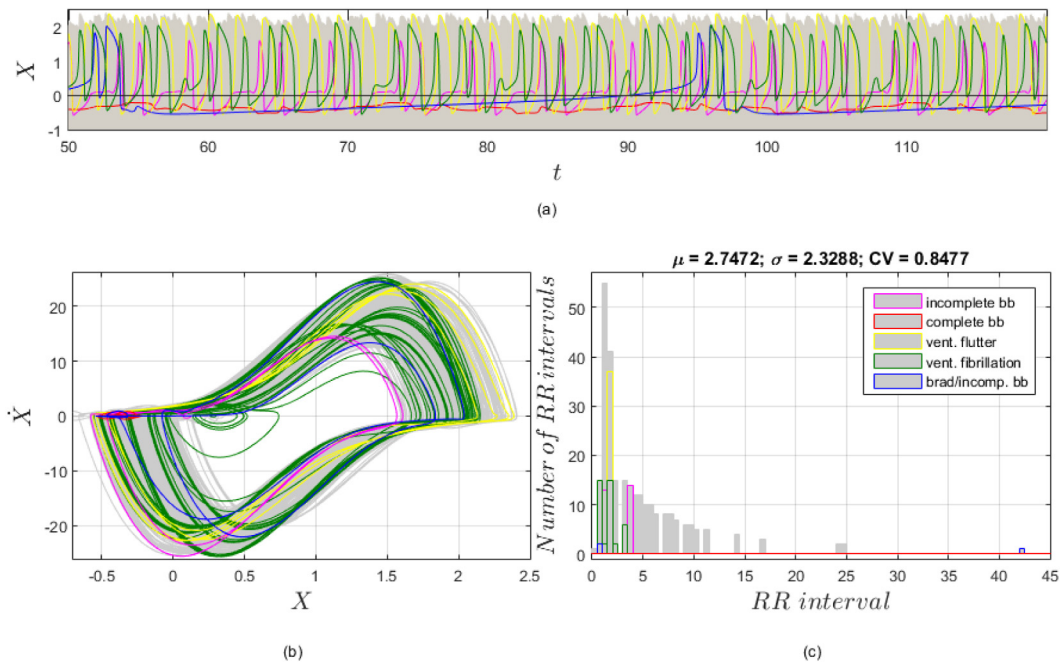 2
1
0
-1
X
50
60
70
80
90
100
110
t
(a)
20
10
0
-10
-20
Ẋ
-0.5
0
0.5
1
1.5
2
2.5
X
(b)
μ = 2.7472; σ = 2.3288; CV = 0.8477
50
40
30
20
10
0
Number of RR intervals
incomplete bb
complete bb
vent. flutter
vent. fibrillation
brad/incomp. bb
0
5
10
15
20
25
30
35
40
45
RR interval
(c)